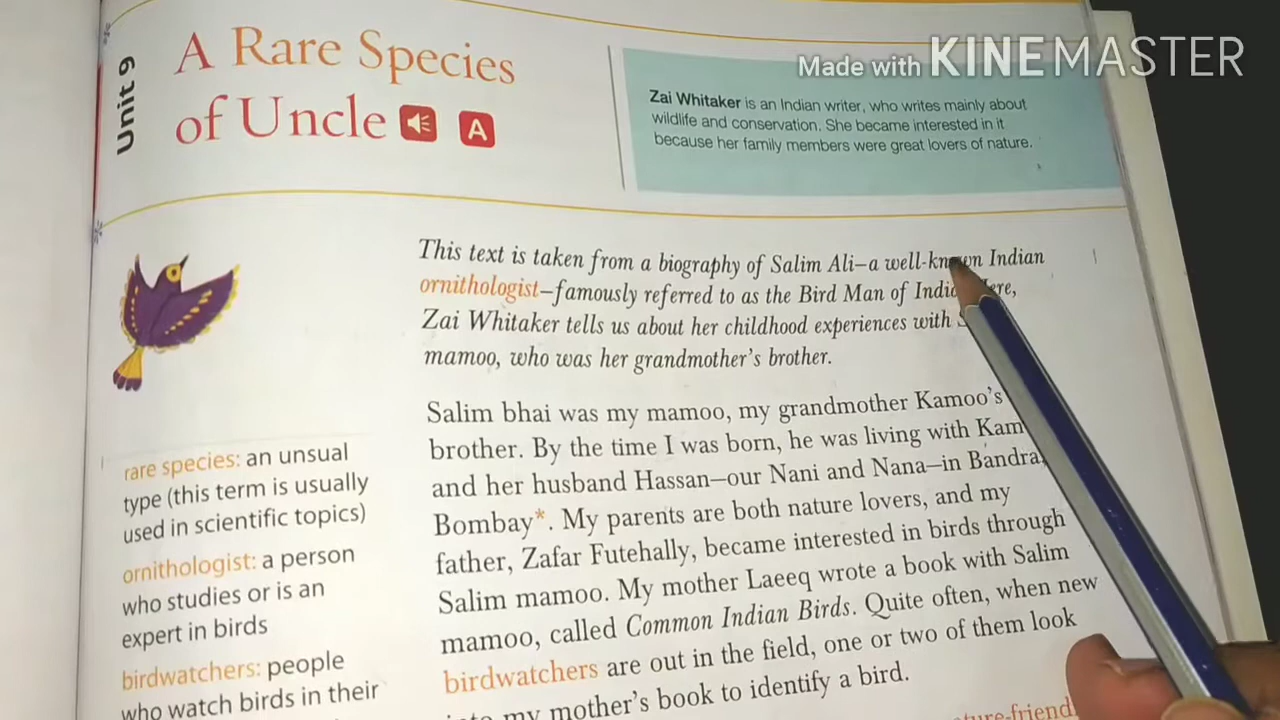 Made with KINEMASTER
Unit 9
A Rare Species
of Uncle
A
Zai Whitaker is an Indian writer, who writes mainly about
wildlife and conservation. She became interested in it
because her family members were great lovers of nature.
This text is taken from a biography of Salim Ali–a well-known Indian
ornithologist–famously referred to as the Bird Man of
Zai Whitaker tells us about her childhood experiences with
mamoo, who was her grandmother's brother.
Salim bhai was my mamoo, my grandmother Kamoo's
brother. By the time I was born, he was living with
and her husband Hassan—our Nani and Nana—in Bandra,
Bombay*. My parents are both nature lovers, and my
father, Zafar Futehally, became interested in birds through
Salim mamoo. My mother Laeeq wrote a book with Salim
mamoo, called Common Indian Birds. Quite often, when new
birdwatchers are out in the field, one or two of them look
my mother's book to identify a bird.
rare species: an unsual
type (this term is usually
used in scientific topics)
ornithologist: a person
who studies or is an
expert in birds
birdwatchers: people
who watch birds in their